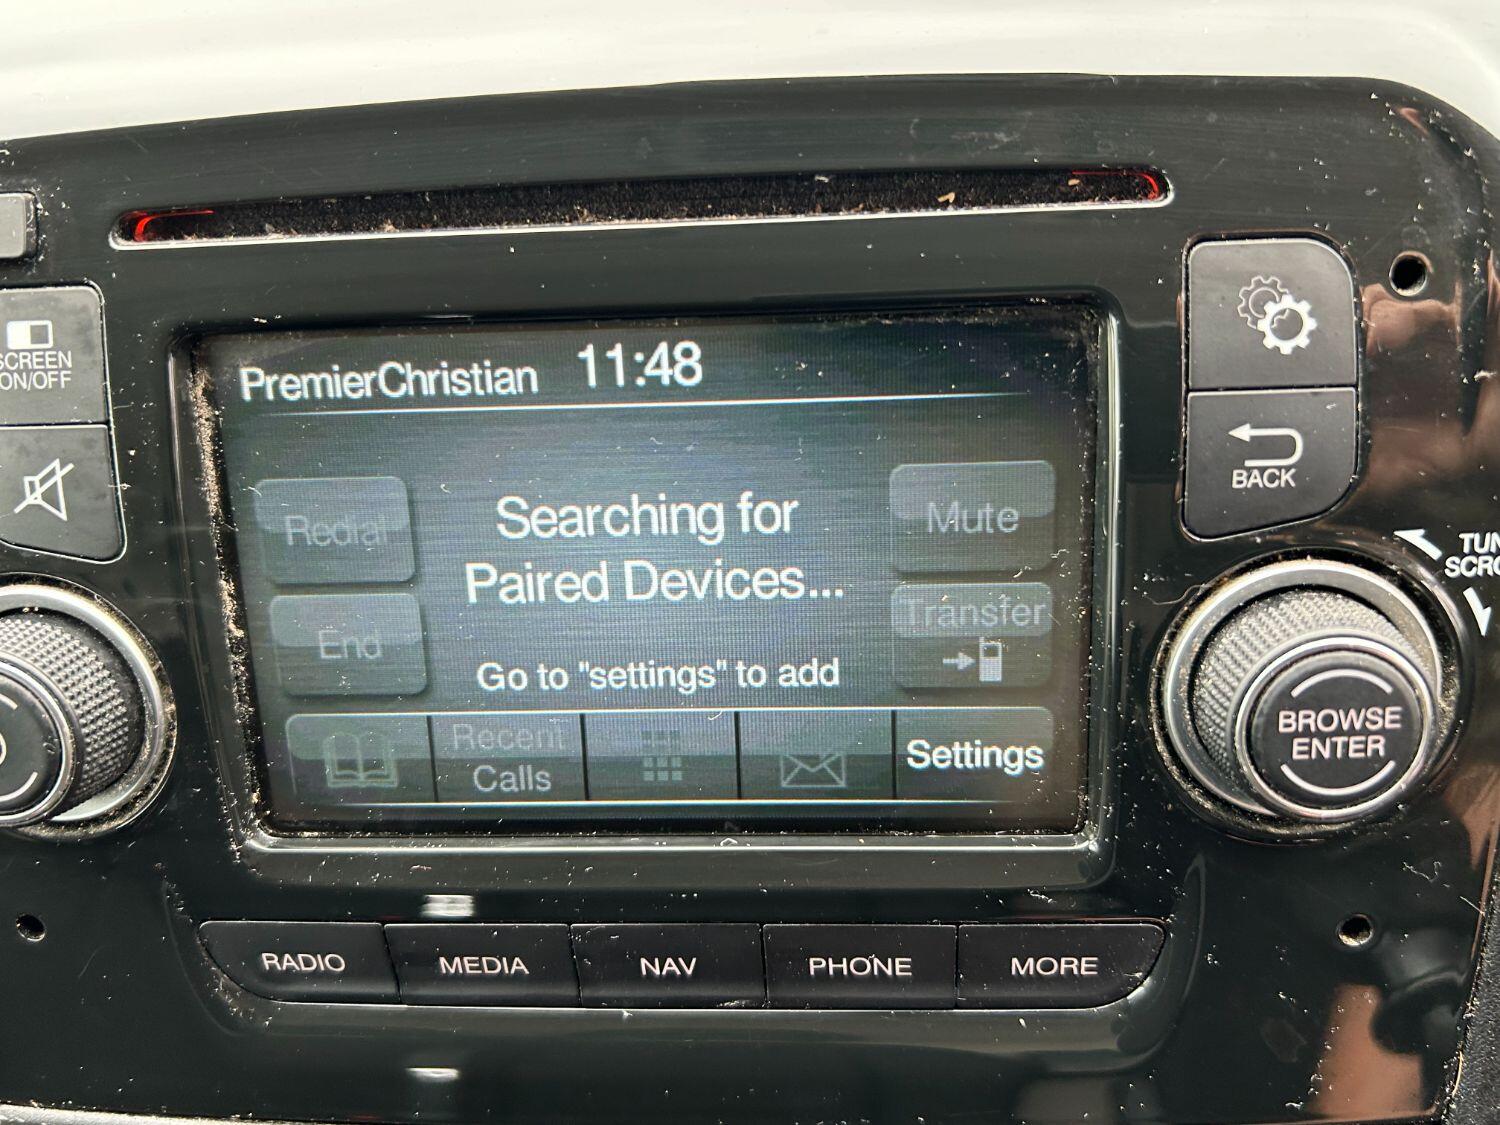 SCREEN
ON/OFF
PremierChristian 11:48
Redial
End
Searching for
Paired Devices...
Go to "settings" to add
Mute
Transfer
Recent
Calls
Settings
BACK
BROWSE
ENTER
RADIO
MEDIA
NAV
PHONE
MORE